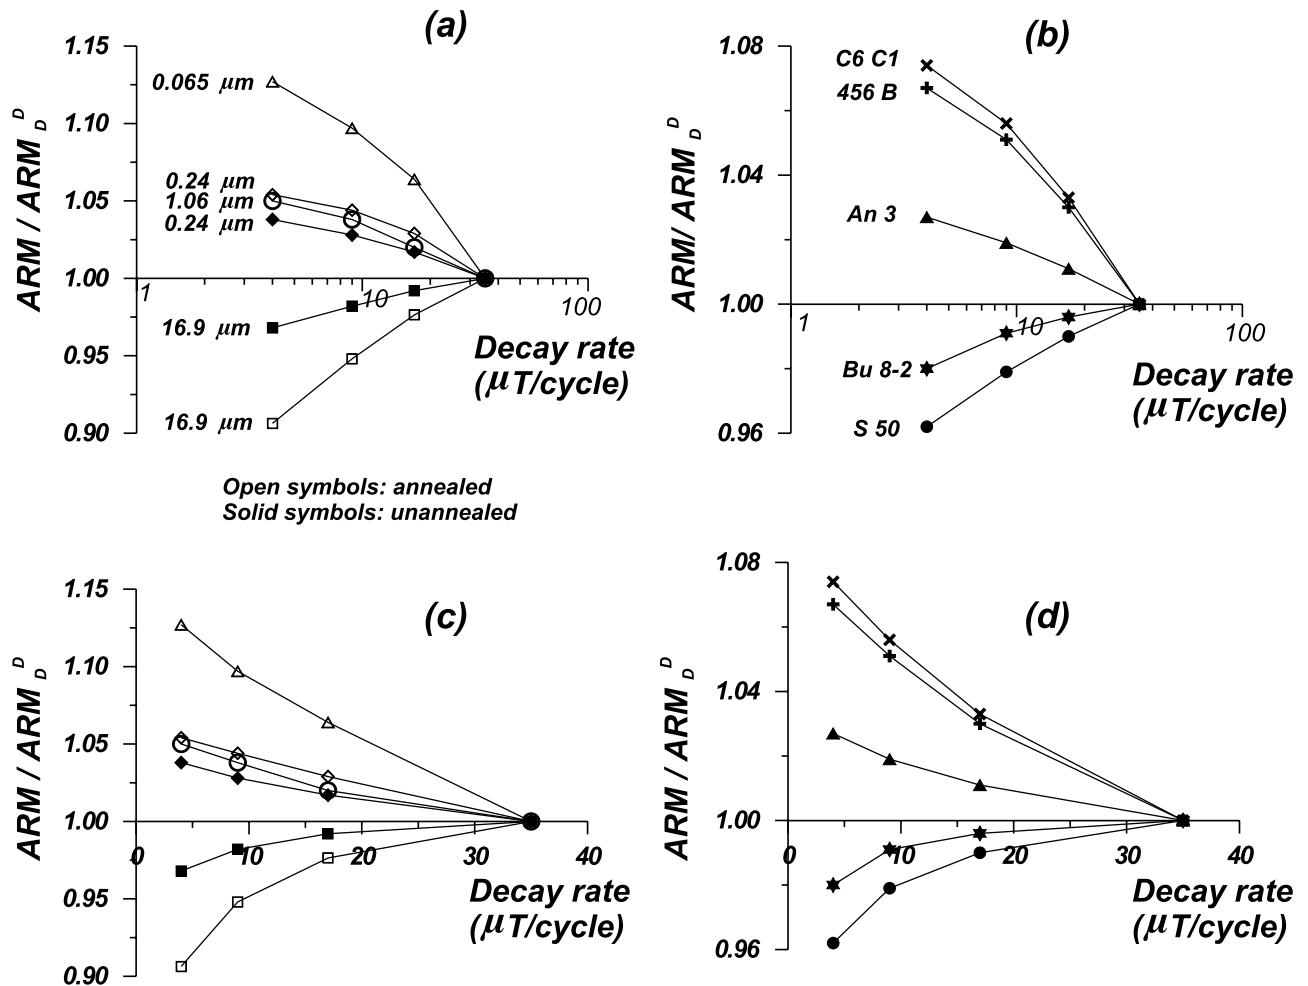 (a)
1.15
1.10
1.05
1.00
0.95
0.90
ARM / ARM D D
0.065 μm
0.24 μm
1.06 μm
0.24 μm
16.9 μm
16.9 μm
1
10
100
Decay rate
(μT/cycle)
(b)
1.08
1.04
1.00
0.96
ARM/ ARM D D
C6 C1
456 B
An 3
Bu 8-2
S 50
1
10
100
Decay rate
(μT/cycle)
Open symbols: annealed
Solid symbols: unannealed
(c)
1.15
1.10
1.05
1.00
0.95
0.90
ARM / ARM D D
0
10
20
30
40
Decay rate
(μT/cycle)
(d)
1.08
1.04
1.00
0.96
ARM / ARM D D
0
10
20
30
40
Decay rate
(μT/cycle)